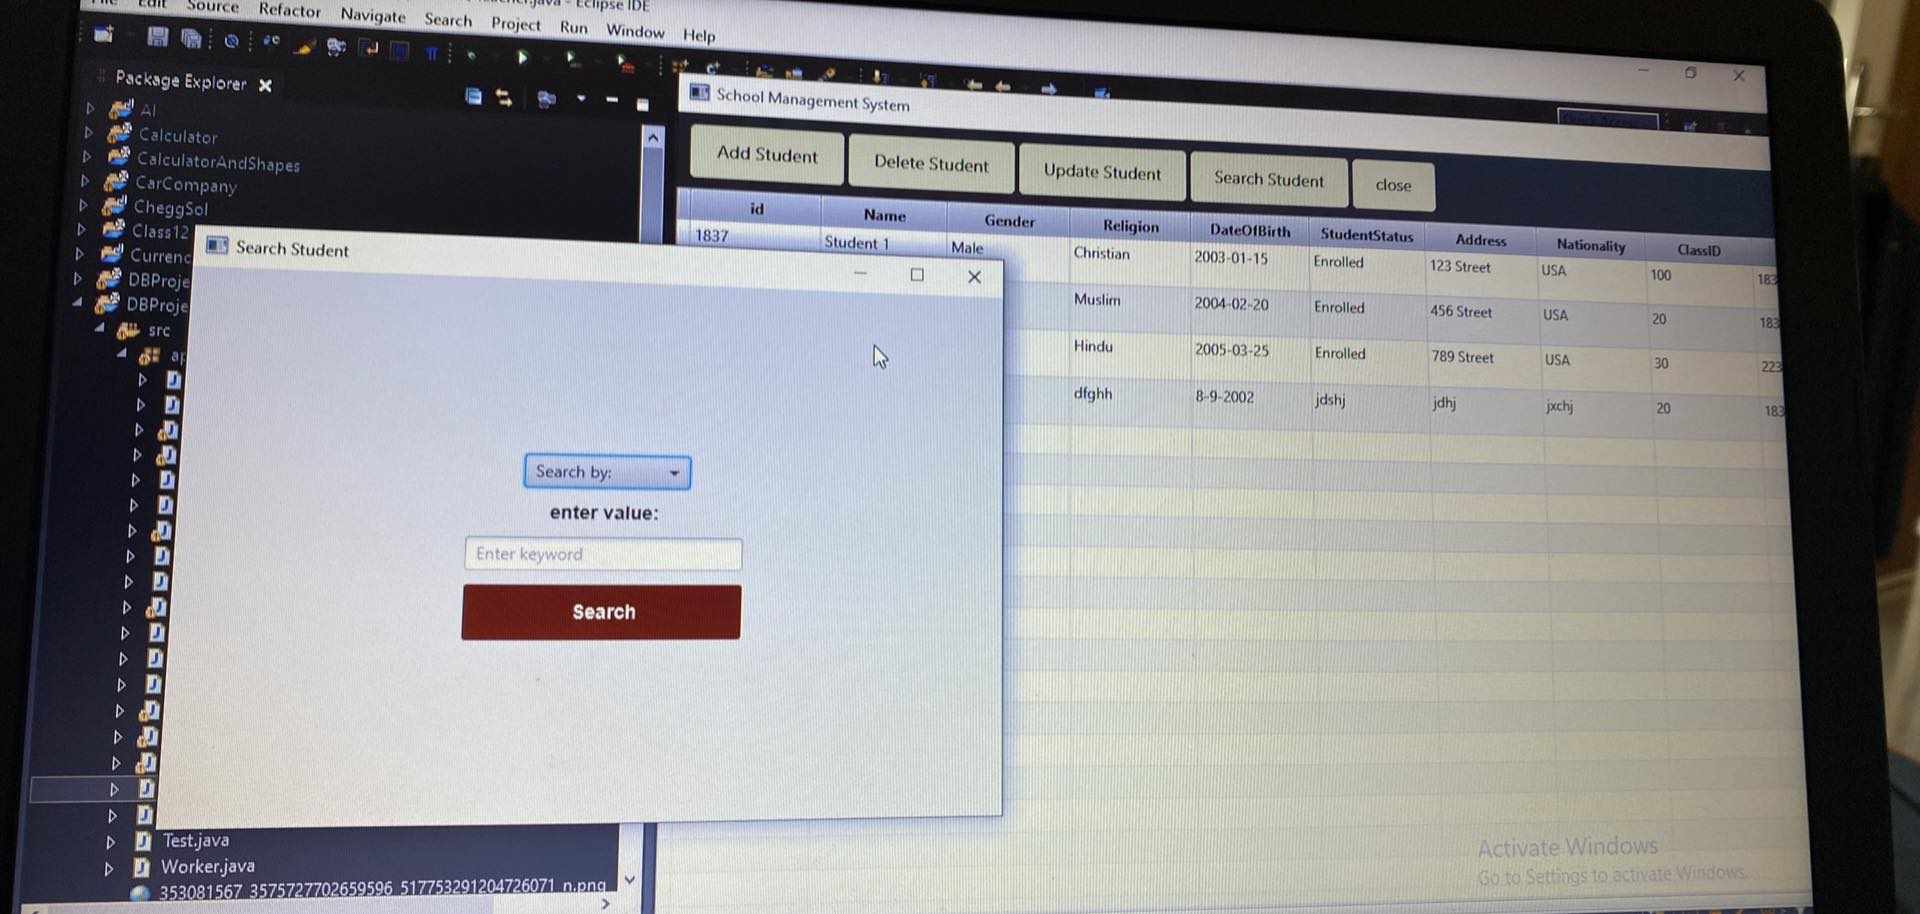 Edit Source Refactor Navigate Search Project Run Window Help
- Eclipse IDE
Package Explorer
AI
Calculator
CalculatorAndShapes
CarCompany
CheggSol
Class12
Currenc
DBProje
DBProje
src
Test.java
Worker.java
353081567_3575727702659596_517753291204726071_n.png
School Management System
Add Student Delete Student Update Student Search Student close
id Name Gender Religion DateOfBirth StudentStatus Address Nationality ClassID
1837 Student 1 Male Christian 2003-01-15 Enrolled 123 Street USA 100 183
Muslim 2004-02-20 Enrolled 456 Street USA 20 183
Hindu 2005-03-25 Enrolled 789 Street USA 30 223
dfghh 8-9-2002 jdshj jdhj jxchj 20 183
Search Student
Search by:
enter value:
Enter keyword
Search
Activate Windows
Go to Settings to activate Windows.